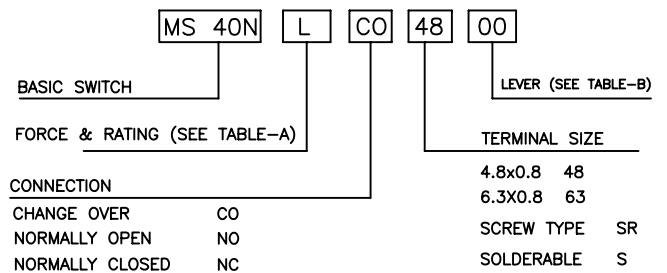 MS 40N L CO 48 00
BASIC SWITCH
LEVER (SEE TABLE-B)
FORCE & RATING (SEE TABLE-A)
TERMINAL SIZE
4.8x0.8 48
6.3X0.8 63
SCREW TYPE SR
SOLDERABLE S
CONNECTION
CHANGE OVER CO
NORMALLY OPEN NO
NORMALLY CLOSED NC